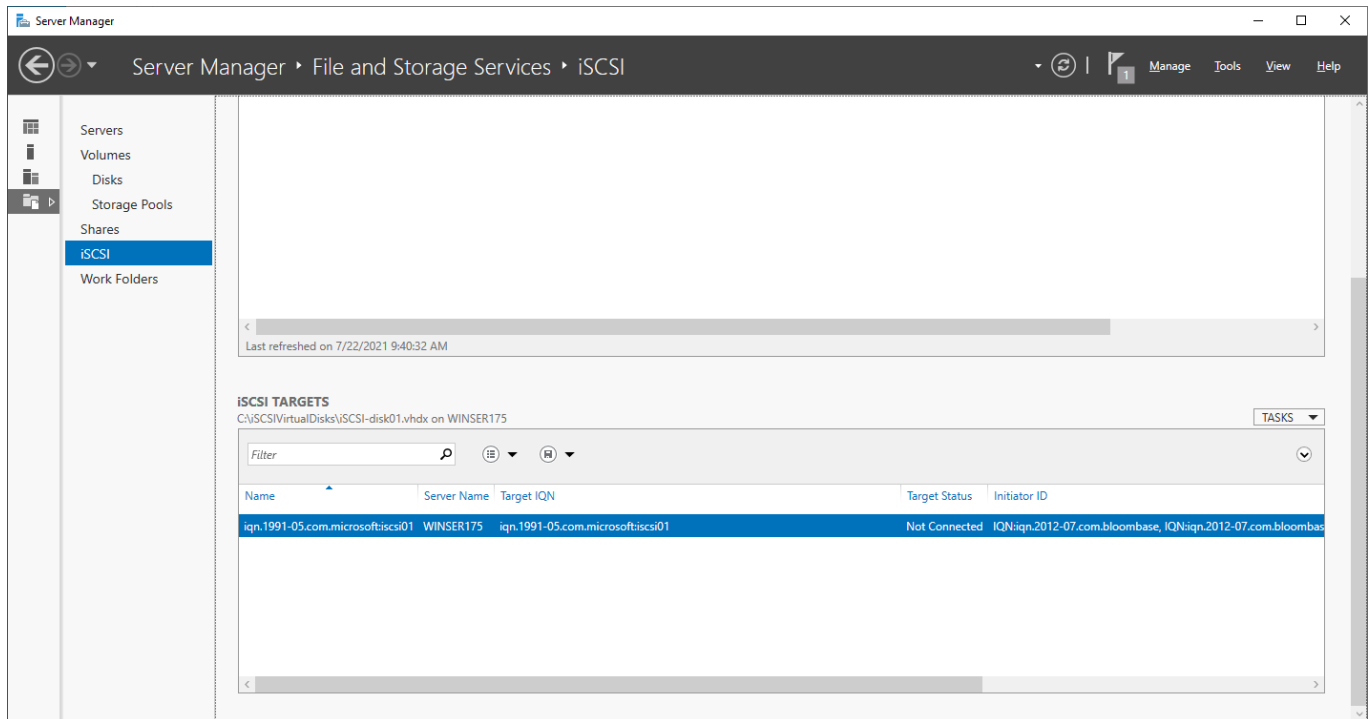 Server Manager
Server Manager ‣ File and Storage Services ‣ iSCSI
1
Manage Tools View Help
Servers
Volumes
Disks
Storage Pools
Shares
iSCSI
Work Folders
Last refreshed on 7/22/2021 9:40:32 AM
iSCSI TARGETS
C:\iSCSIVirtualDisks\iSCSI-disk01.vhdx on WINSER175
TASKS
Filter
Name Server Name Target IQN Target Status Initiator ID
iqn.1991-05.com.microsoft:iscsi01 WINSER175 iqn.1991-05.com.microsoft:iscsi01 Not Connected IQN:iqn.2012-07.com.bloombase, IQN:iqn.2012-07.com.bloombas